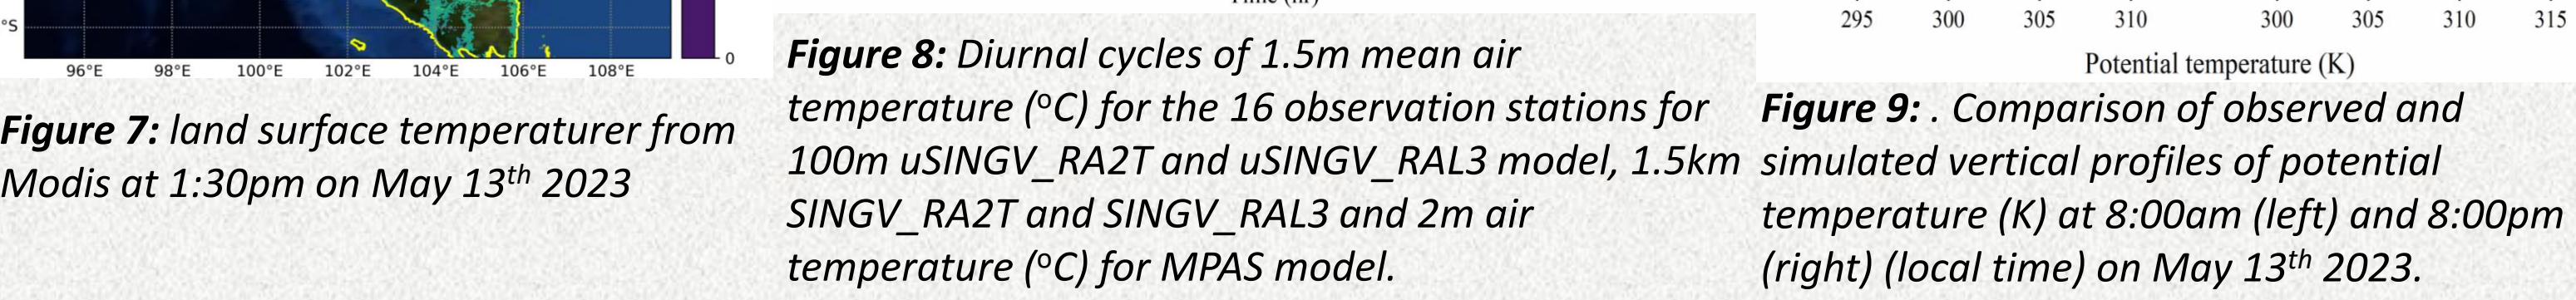 °S
0
96°E 98°E 100°E 102°E 104°E 106°E 108°E
Figure 7: land surface temperaturer from
Modis at 1:30pm on May 13th 2023
Figure 8: Diurnal cycles of 1.5m mean air
temperature (oC) for the 16 observation stations for
100m uSINGV_RA2T and uSINGV_RAL3 model, 1.5km
SINGV_RA2T and SINGV_RAL3 and 2m air
temperature (oC) for MPAS model.
295 300 305 310 300 305 310 315
Potential temperature (K)
Figure 9: . Comparison of observed and
simulated vertical profiles of potential
temperature (K) at 8:00am (left) and 8:00pm
(right) (local time) on May 13th 2023.